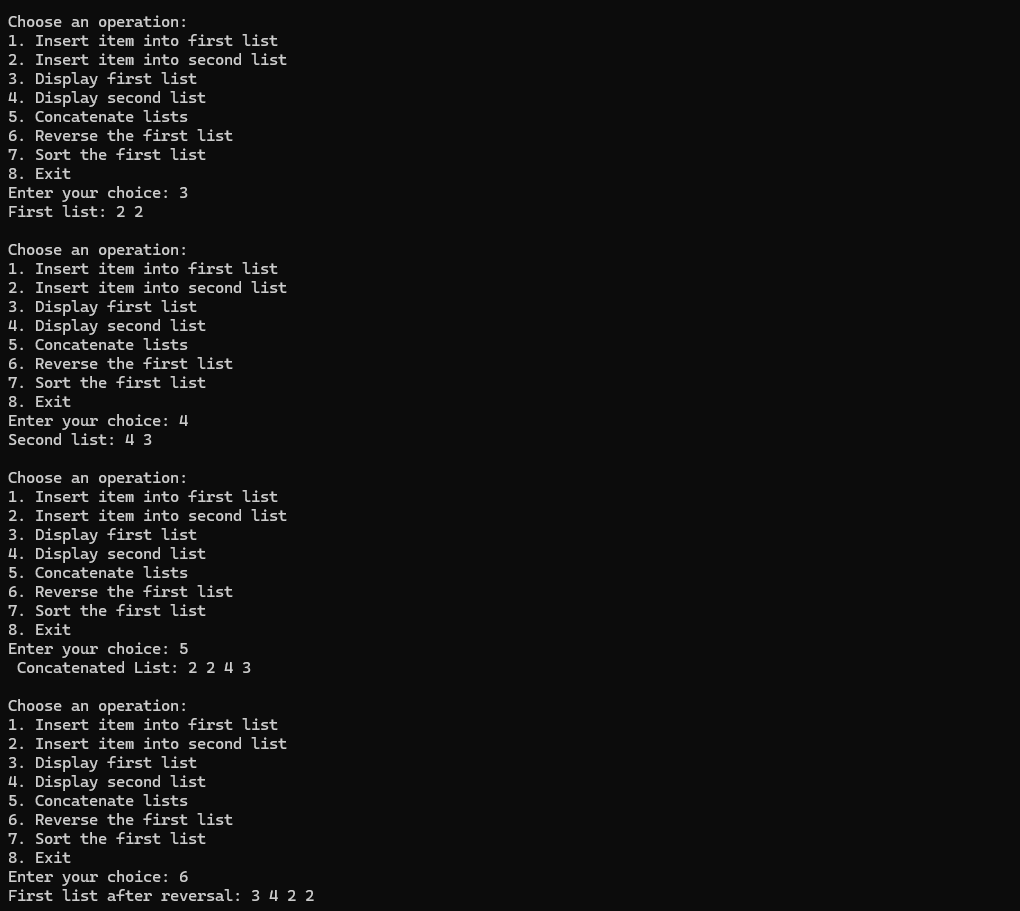 Choose an operation:
1. Insert item into first list
2. Insert item into second list
3. Display first list
4. Display second list
5. Concatenate lists
6. Reverse the first list
7. Sort the first list
8. Exit
Enter your choice: 3
First list: 2 2

Choose an operation:
1. Insert item into first list
2. Insert item into second list
3. Display first list
4. Display second list
5. Concatenate lists
6. Reverse the first list
7. Sort the first list
8. Exit
Enter your choice: 4
Second list: 4 3

Choose an operation:
1. Insert item into first list
2. Insert item into second list
3. Display first list
4. Display second list
5. Concatenate lists
6. Reverse the first list
7. Sort the first list
8. Exit
Enter your choice: 5
 Concatenated List: 2 2 4 3

Choose an operation:
1. Insert item into first list
2. Insert item into second list
3. Display first list
4. Display second list
5. Concatenate lists
6. Reverse the first list
7. Sort the first list
8. Exit
Enter your choice: 6
First list after reversal: 3 4 2 2